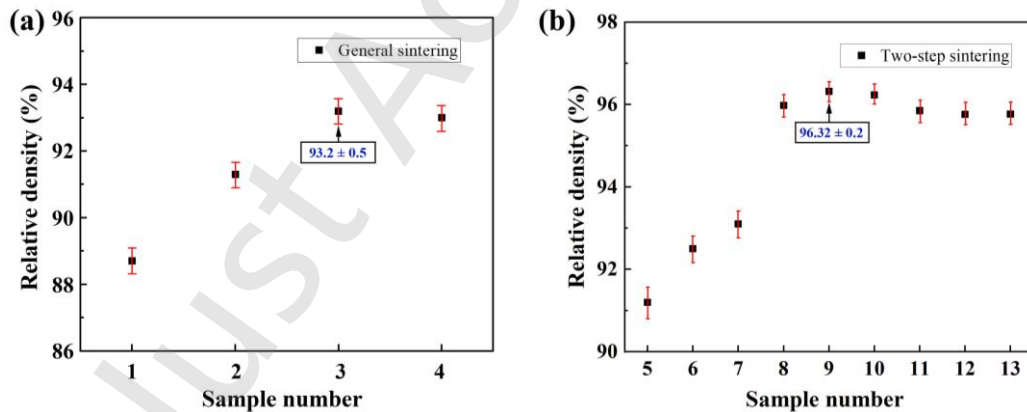 (a)
General sintering
93.2 ± 0.5
96
94
92
90
88
86
Relative density (%)
1 2 3 4
Sample number
(b)
Two-step sintering
96.32 ± 0.2
98
96
94
92
90
Relative density (%)
5 6 7 8 9 10 11 12 13
Sample number
Just Ac